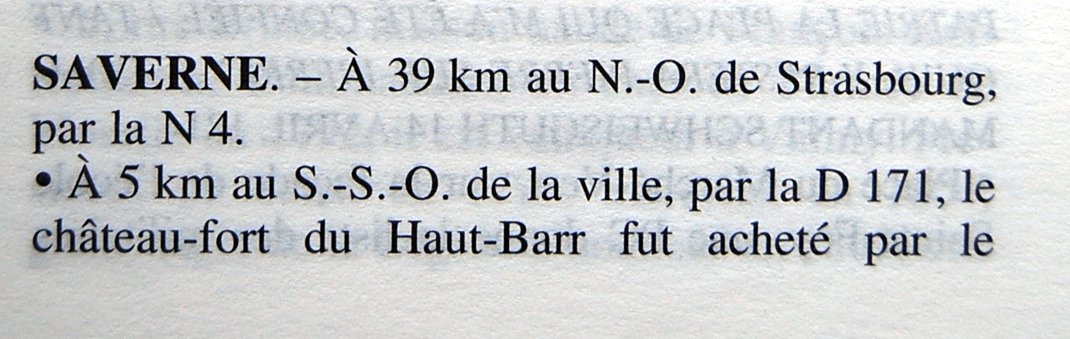 SAVERNE. – À 39 km au N.-O. de Strasbourg,
par la N 4.
• À 5 km au S.-S.-O. de la ville, par la D 171, le
château-fort du Haut-Barr fut acheté par le